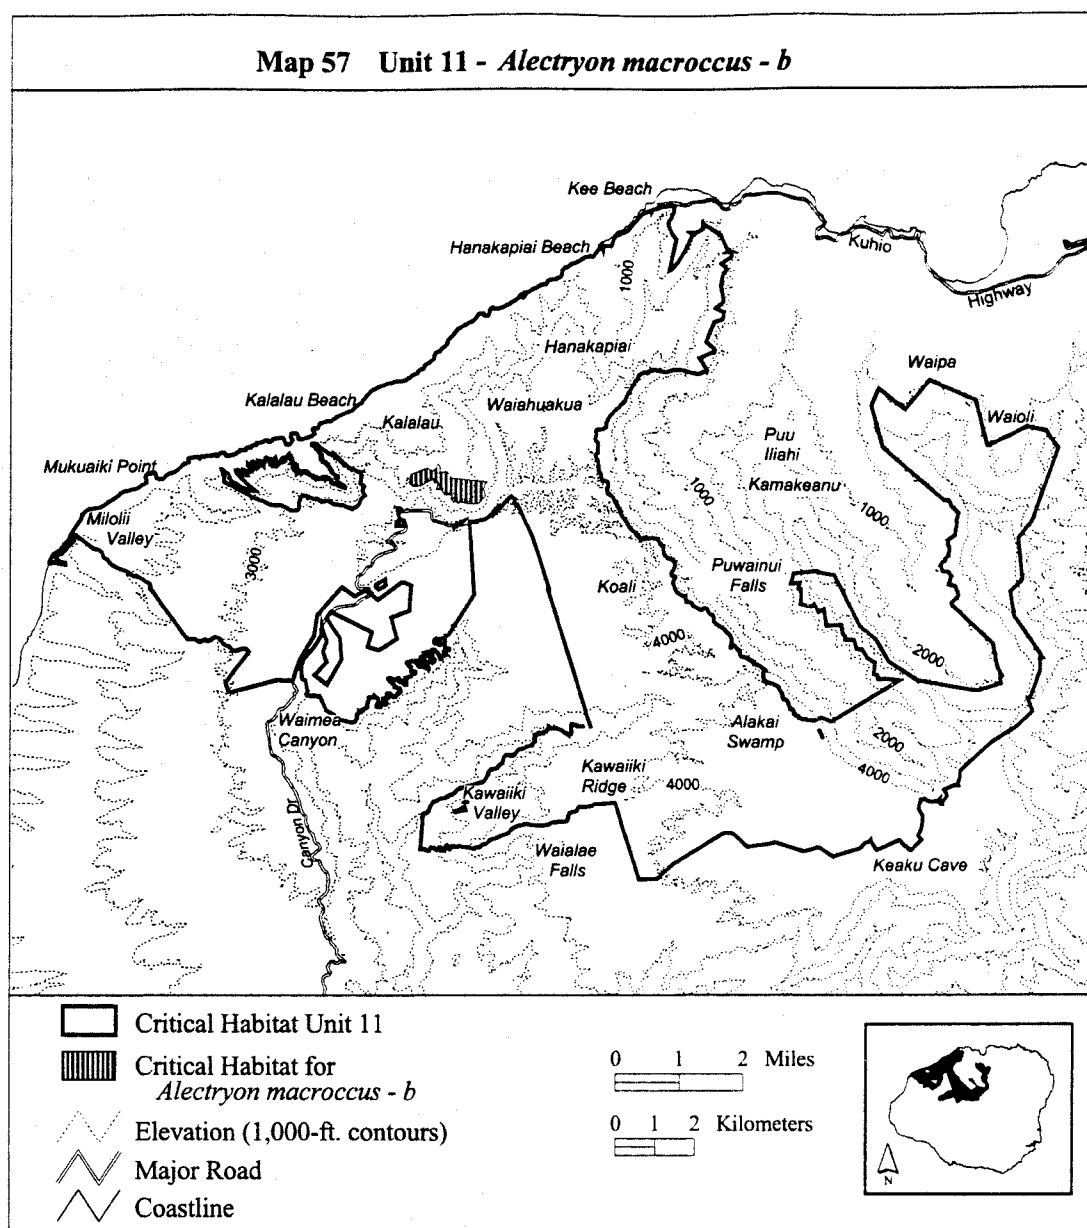 Map 57 Unit 11 - Alectryon macroccus - b
Kee Beach
Hanakapiai Beach
Kuhio
Highway
1000
Hanakapiai
Waipa
Kalalau Beach
Waiahuakua
Waioli
Kalalau
Puu
Iliahi
Mukuaiki Point
Kamakeanu
1000
1000
Milolii
Valley
3000
Puwainui
Falls
Koali
4000
2000
Waimea
Canyon
Alakai
Swamp
2000
4000
Kawaiiki
Ridge
4000
Kawaiiki
Valley
Canyon Dr
Waialae
Falls
Keaku Cave
Critical Habitat Unit 11
Critical Habitat for
Alectryon macroccus - b
Elevation (1,000-ft. contours)
Major Road
Coastline
0 1 2 Miles
0 1 2 Kilometers
N